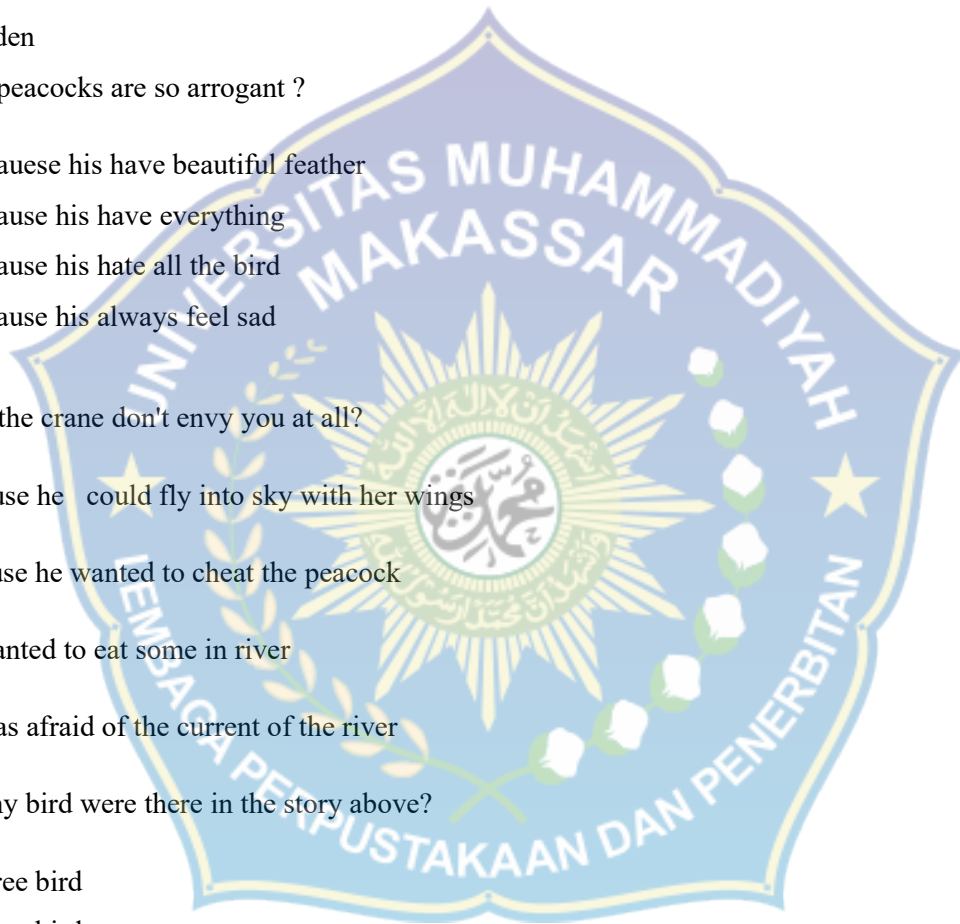 den
peacocks are so arrogant ?
auese his have beautiful feather
ause his have everything
ause his hate all the bird
ause his always feel sad
the crane don't envy you at all?
use he could fly into sky with her wings
use he wanted to cheat the peacock
anted to eat some in river
as afraid of the current of the river
ny bird were there in the story above?
ree bird
UNIVERSITAS MUHAMMADIYAH
MAKASSAR
محمد
LEMBAGA PERPUSTAKAAN DAN PENERBITAN